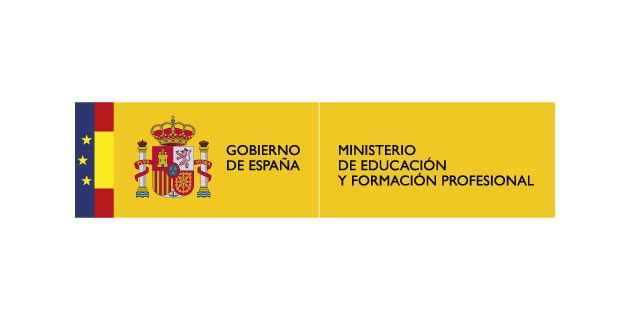 GOBIERNO
DE ESPAÑA
MINISTERIO
DE EDUCACIÓN
Y FORMACIÓN PROFESIONAL